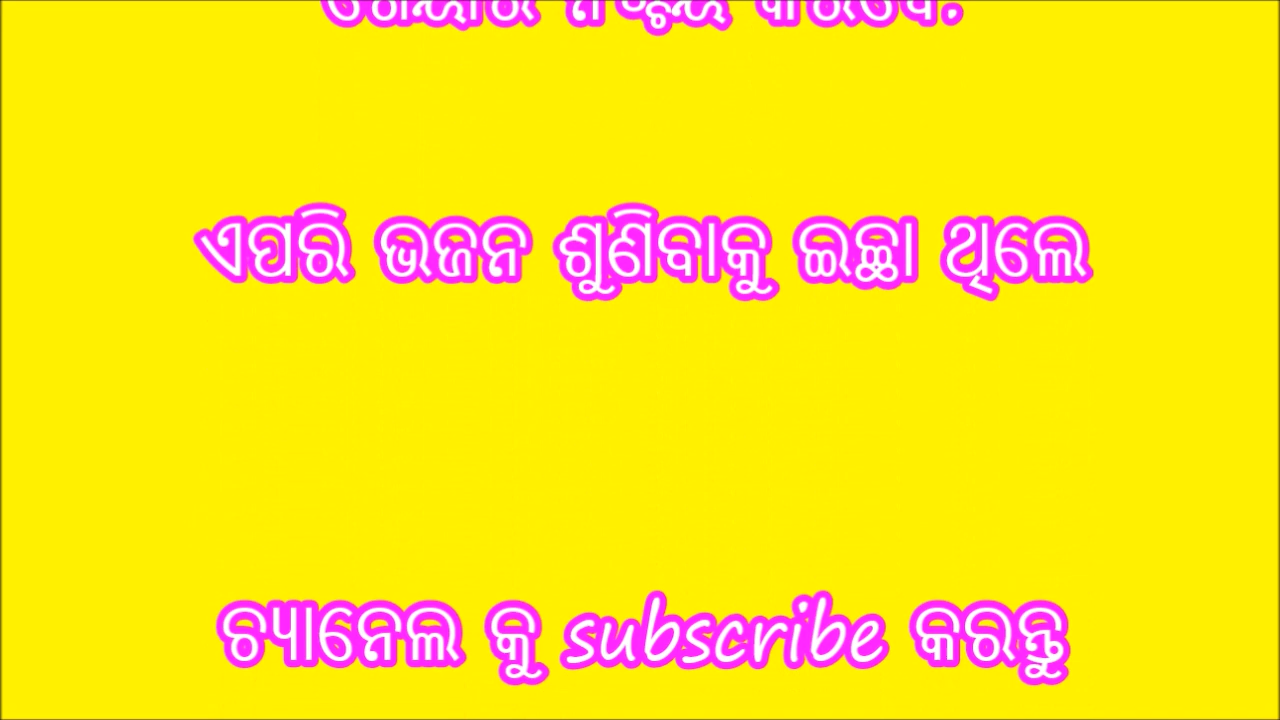 ଏପରି ଭଜନ ଶୁଣିବାକୁ ଇଚ୍ଛା ଥିଲେ
ଚ୍ୟାନେଲ କୁ subscribe କରନ୍ତୁ